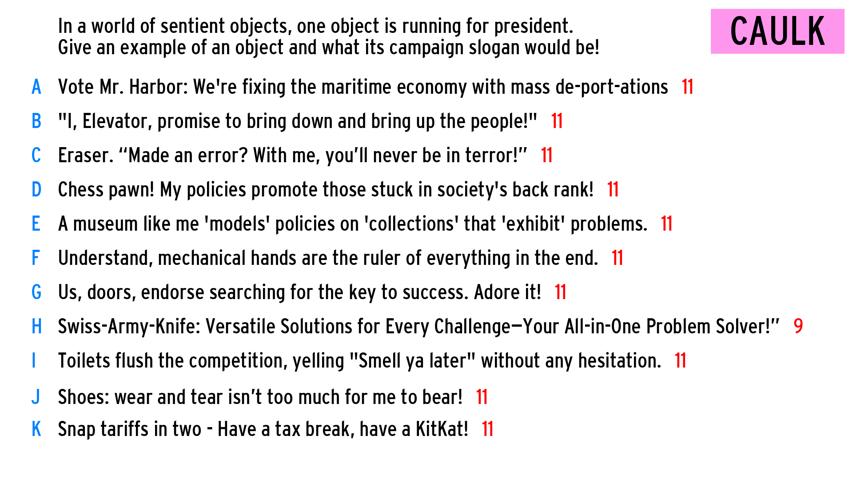 In a world of sentient objects, one object is running for president.
Give an example of an object and what its campaign slogan would be!
CAULK
A Vote Mr. Harbor: We're fixing the maritime economy with mass de-port-ations 11
B "I, Elevator, promise to bring down and bring up the people!" 11
C Eraser. “Made an error? With me, you’ll never be in terror!” 11
D Chess pawn! My policies promote those stuck in society's back rank! 11
E A museum like me 'models' policies on 'collections' that 'exhibit' problems. 11
F Understand, mechanical hands are the ruler of everything in the end. 11
G Us, doors, endorse searching for the key to success. Adore it! 11
H Swiss-Army-Knife: Versatile Solutions for Every Challenge—Your All-in-One Problem Solver!” 9
I Toilets flush the competition, yelling "Smell ya later" without any hesitation. 11
J Shoes: wear and tear isn’t too much for me to bear! 11
K Snap tariffs in two - Have a tax break, have a KitKat! 11